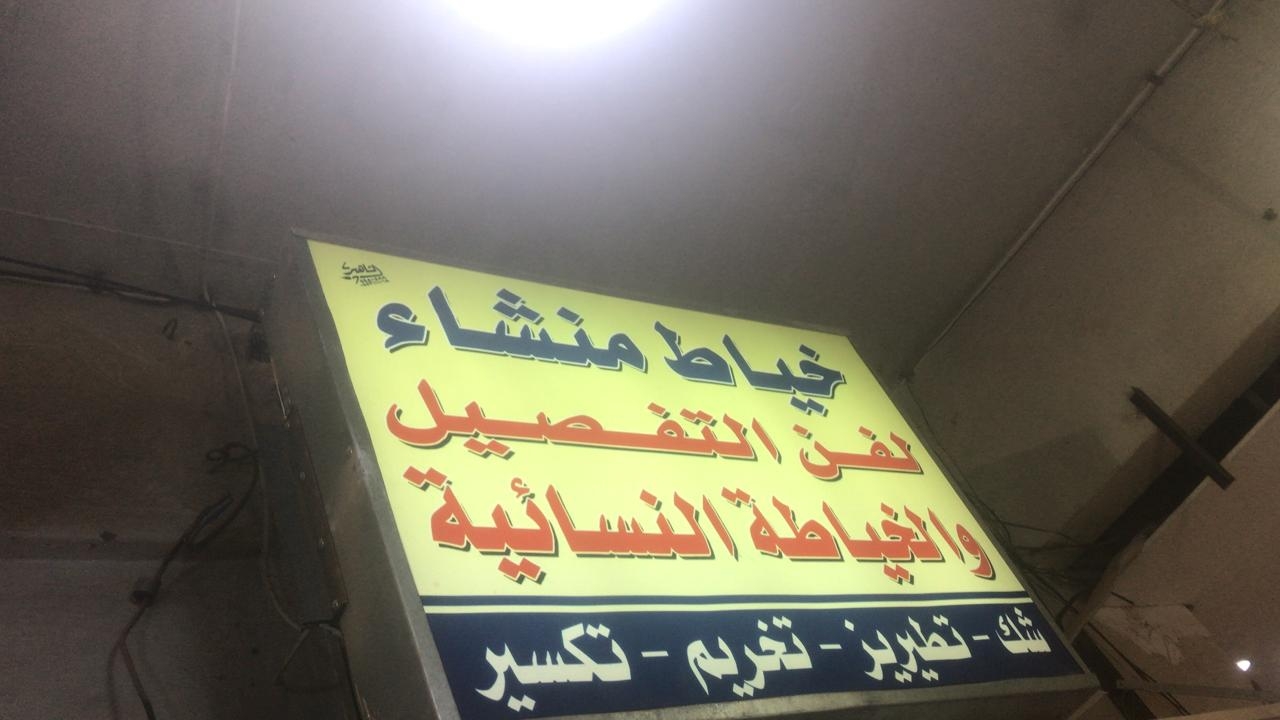 خياط منشاء
لفن التفصيل
والخياطة النسائية
شك - تطريز - تخريم - تكسير